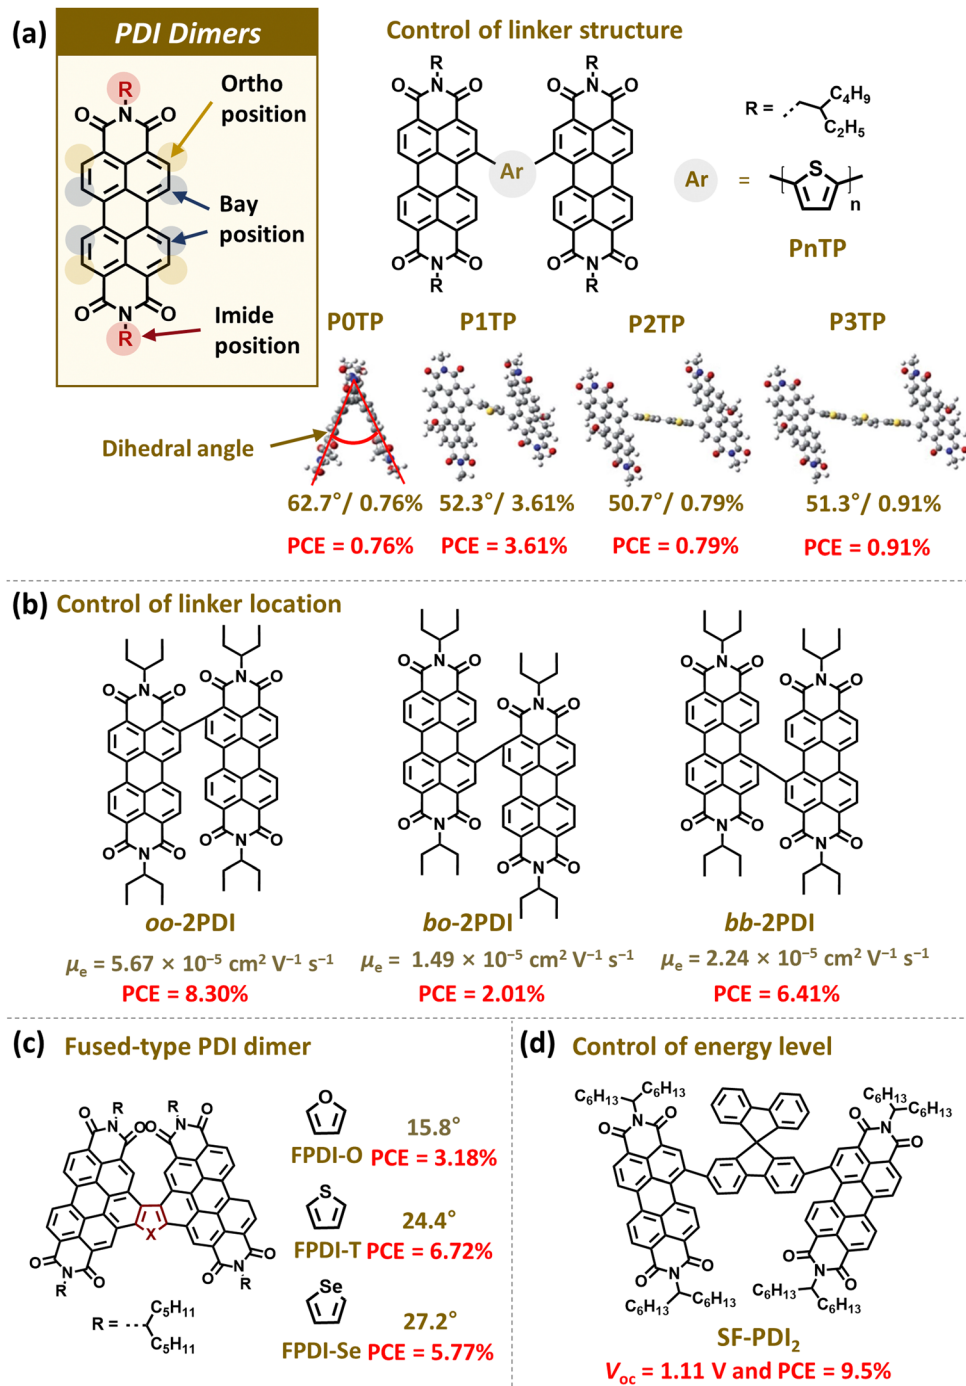 (a)
PDI Dimers
R
N
O
O
Ortho
position
Bay
position
O
O
N
R
Imide
position
Control of linker structure
R
R
O
N
O
O
N
O
Ar
O
N
O
O
N
O
R
R
R =
C4H9
C2H5
Ar
=
S
n
PnTP
P0TP
P1TP
P2TP
P3TP
Dihedral angle
62.7°/ 0.76%
52.3°/ 3.61%
50.7°/ 0.79%
51.3°/ 0.91%
PCE = 0.76%
PCE = 3.61%
PCE = 0.79%
PCE = 0.91%
(b)
Control of linker location
O
N
O
O
N
O
O
N
O
O
N
O
oo-2PDI
μe = 5.67 × 10⁻⁵ cm² V⁻¹ s⁻¹
PCE = 8.30%
O
N
O
O
N
O
O
N
O
O
N
O
bo-2PDI
μe = 1.49 × 10⁻⁵ cm² V⁻¹ s⁻¹
PCE = 2.01%
O
N
O
O
N
O
O
N
O
O
N
O
bb-2PDI
μe = 2.24 × 10⁻⁵ cm² V⁻¹ s⁻¹
PCE = 6.41%
(c)
Fused-type PDI dimer
R
R
O
N
O
O
N
O
X
O
N
O
O
N
O
R
R
R =
C5H11
C5H11
O
FPDI-O
15.8°
PCE = 3.18%
S
FPDI-T
24.4°
PCE = 6.72%
Se
FPDI-Se
27.2°
PCE = 5.77%
(d)
Control of energy level
C6H13
C6H13
C6H13
C6H13
O
N
O
O
N
O
O
N
O
O
N
O
C6H13
C6H13
C6H13
C6H13
SF-PDI2
Voc = 1.11 V and PCE = 9.5%